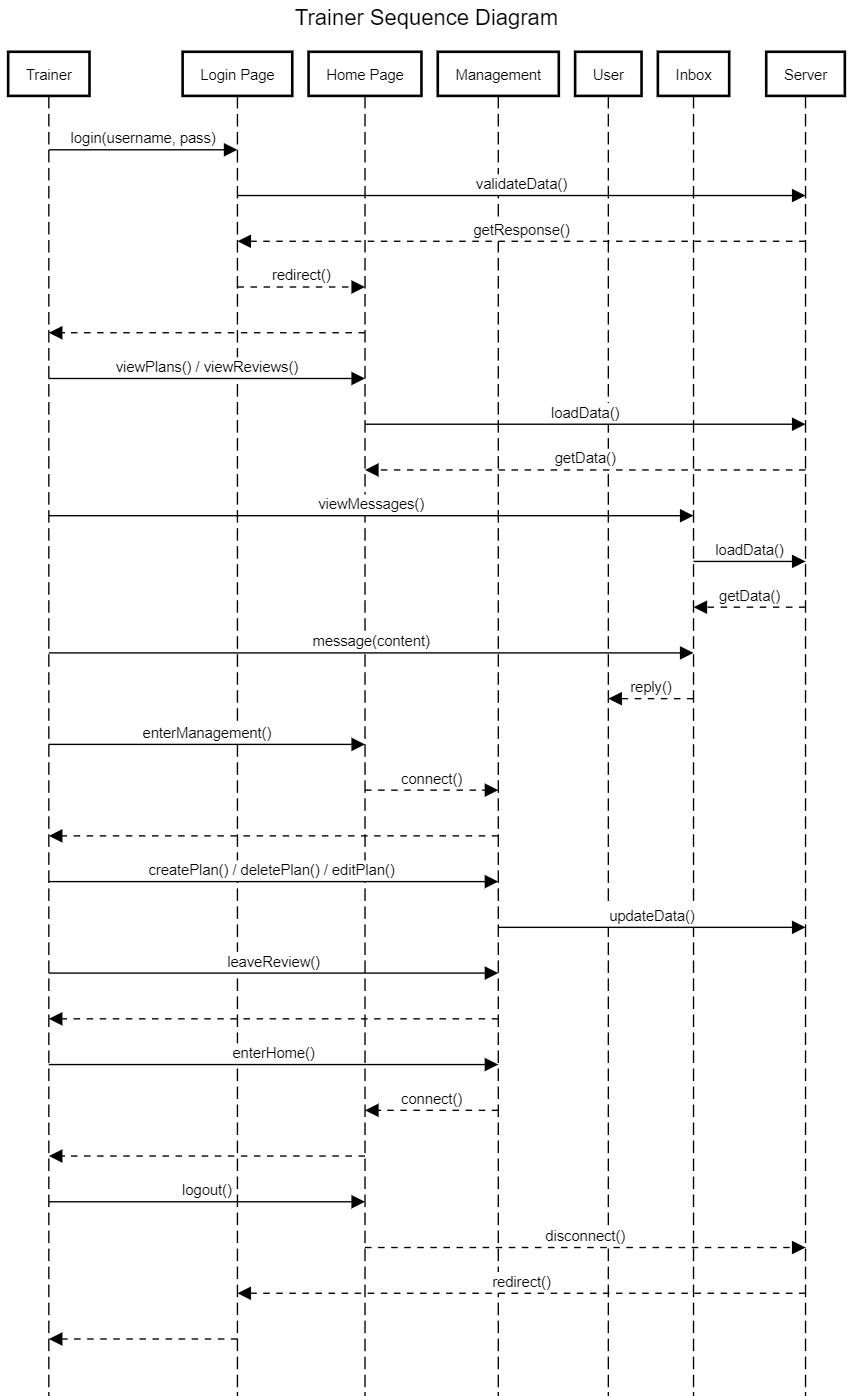 Trainer Sequence Diagram
Trainer
Login Page
Home Page
Management
User
Inbox
Server
login(username, pass)
validateData()
getResponse()
redirect()
viewPlans() / viewReviews()
loadData()
getData()
viewMessages()
loadData()
getData()
message(content)
reply()
enterManagement()
connect()
createPlan() / deletePlan() / editPlan()
updateData()
leaveReview()
enterHome()
connect()
logout()
disconnect()
redirect()